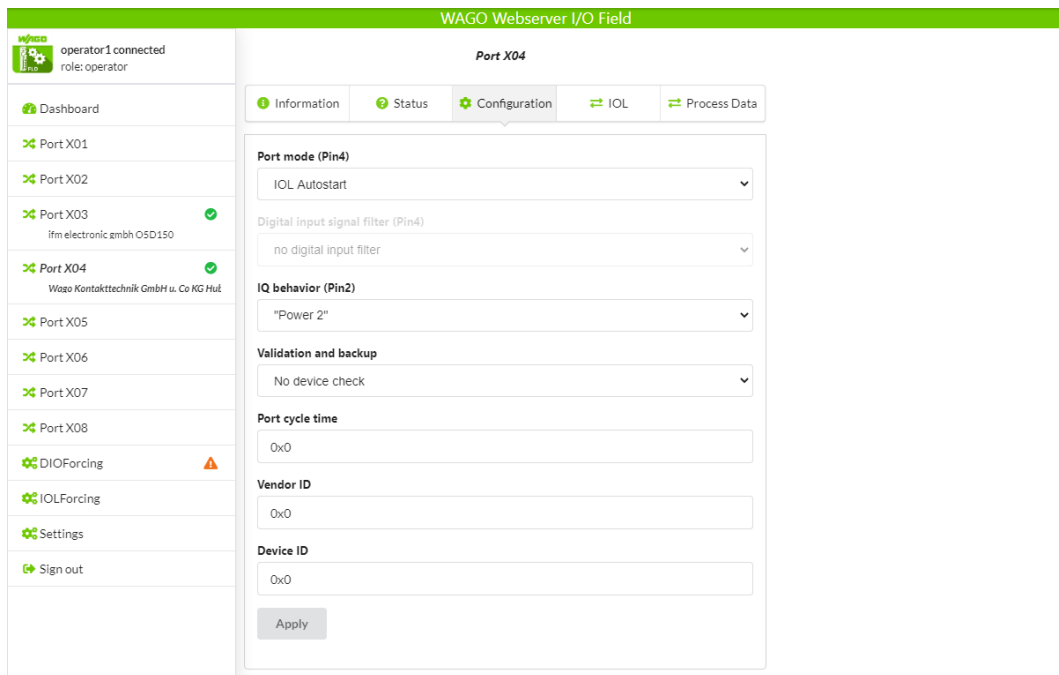 WAGO Webserver I/O Field
WAGO
FLD
operator1 connected
role: operator
Dashboard
Port X01
Port X02
Port X03
ifm electronic gmbh O5D150
Port X04
Wago Kontakttechnik GmbH u. Co KG Hub
Port X05
Port X06
Port X07
Port X08
DIOForcing
IOLForcing
Settings
Sign out
Port X04
Information
Status
Configuration
IOL
Process Data
Port mode (Pin4)
IOL Autostart
Digital input signal filter (Pin4)
no digital input filter
IQ behavior (Pin2)
"Power 2"
Validation and backup
No device check
Port cycle time
0x0
Vendor ID
0x0
Device ID
0x0
Apply